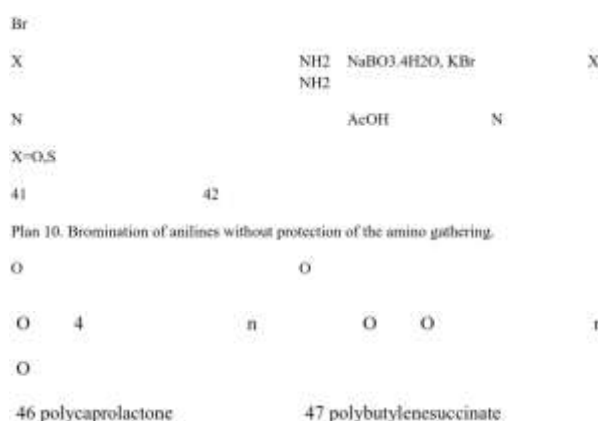 Br
X NH2 NaBO3.4H2O, KBr X
NH2
N AcOH N
X=O,S
41 42
Plan 10. Bromination of anilines without protection of the amino gathering.
O O
O 4 n O O
O
46 polycaprolactone 47 polybutylenesuccinate